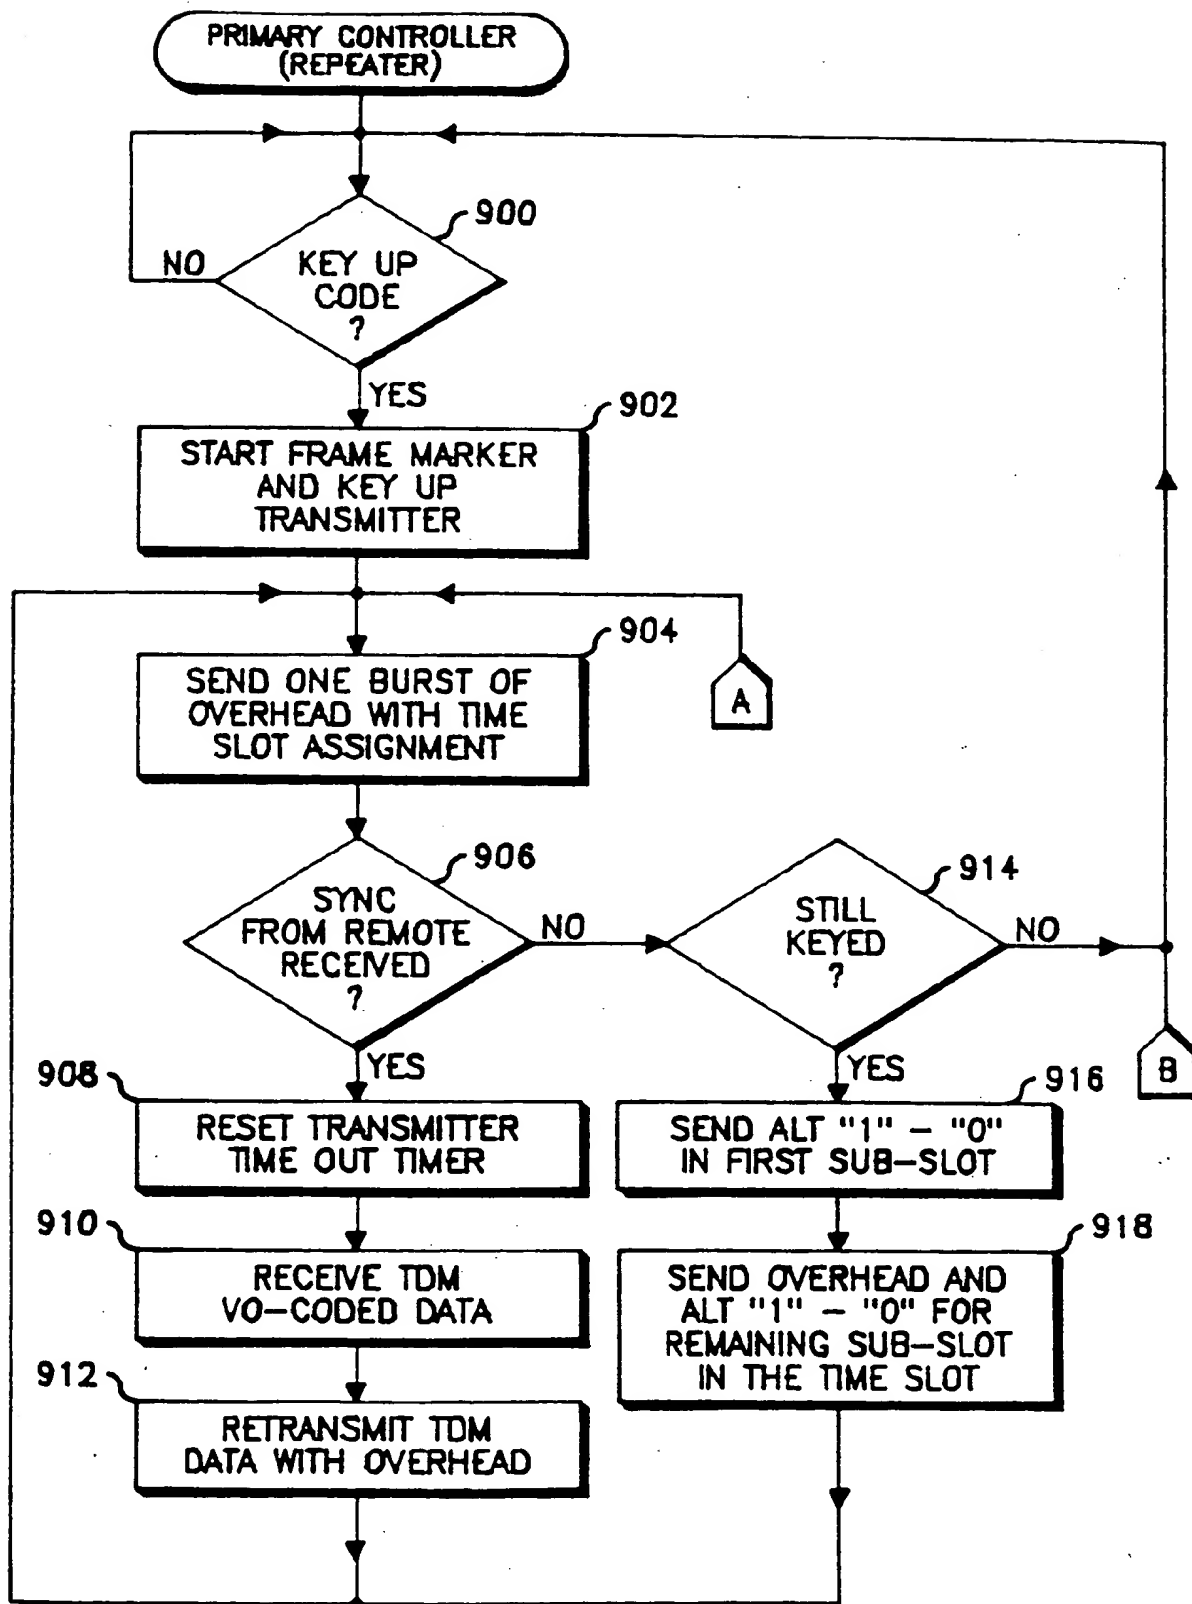 PRIMARY CONTROLLER
(REPEATER)
900
NO
KEY UP
CODE
?
YES
902
START FRAME MARKER
AND KEY UP
TRANSMITTER
904
SEND ONE BURST OF
OVERHEAD WITH TIME
SLOT ASSIGNMENT
A
906
SYNC
FROM REMOTE
RECEIVED
?
NO
914
STILL
KEYED
?
NO
YES
YES
B
908
RESET TRANSMITTER
TIME OUT TIMER
916
SEND ALT "1" – "0"
IN FIRST SUB-SLOT
910
RECEIVE TDM
VO-CODED DATA
918
SEND OVERHEAD AND
ALT "1" – "0" FOR
REMAINING SUB-SLOT
IN THE TIME SLOT
912
RETRANSMIT TDM
DATA WITH OVERHEAD